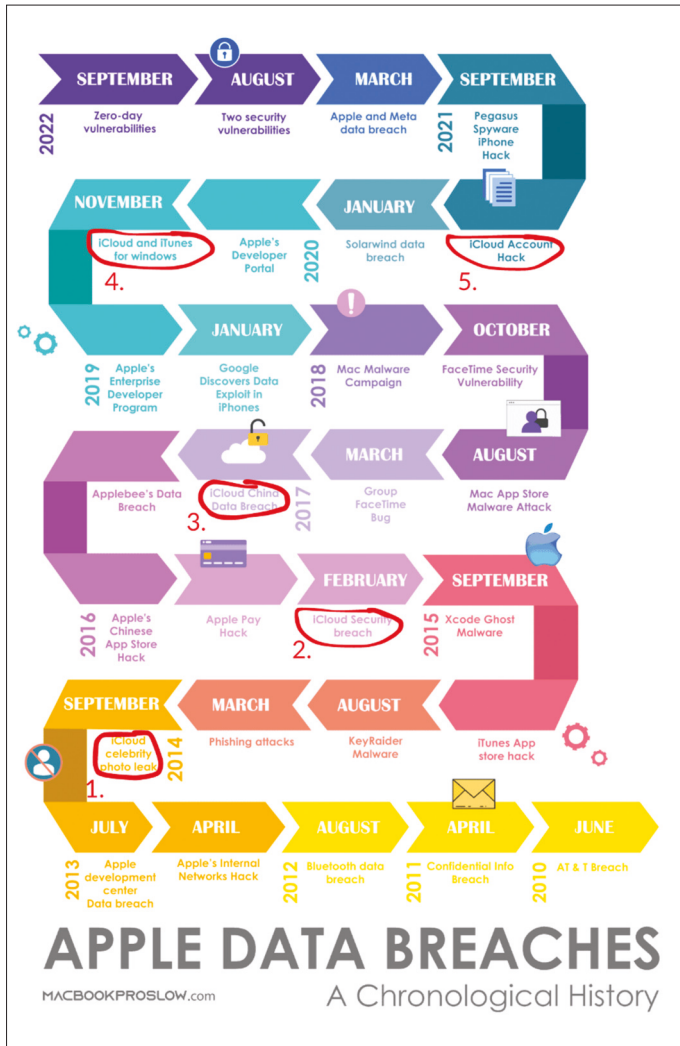 SEPTEMBER
AUGUST
MARCH
SEPTEMBER
2022
Zero-day
vulnerabilities
Two security
vulnerabilities
Apple and Meta
data breach
2021
Pegasus
Spyware
iPhone
Hack
NOVEMBER
JANUARY
iCloud and iTunes
for windows
4.
Apple's
Developer
Portal
2020
Solarwind data
breach
iCloud Account
Hack
5.
JANUARY
OCTOBER
2019
Apple's
Enterprise
Developer
Program
Google
Discovers Data
Exploit in
iPhones
2018
Mac Malware
Campaign
FaceTime Security
Vulnerability
MARCH
AUGUST
Applebee's Data
Breach
iCloud China
Data Breach
3.
2017
Group
FaceTime
Bug
Mac App Store
Malware Attack
FEBRUARY
SEPTEMBER
2016
Apple's
Chinese
App Store
Hack
Apple Pay
Hack
iCloud Security
breach
2.
2015
Xcode Ghost
Malware
SEPTEMBER
MARCH
AUGUST
iCloud
celebrity
photo leak
1.
2014
Phishing attacks
KeyRaider
Malware
iTunes App
store hack
JULY
APRIL
AUGUST
APRIL
JUNE
2013
Apple
development
center
Data breach
Apple's Internal
Networks Hack
2012
Bluetooth data
breach
2011
Confidential Info
Breach
2010
AT & T Breach
APPLE DATA BREACHES
MACBOOKPROSLOW.com
A Chronological History